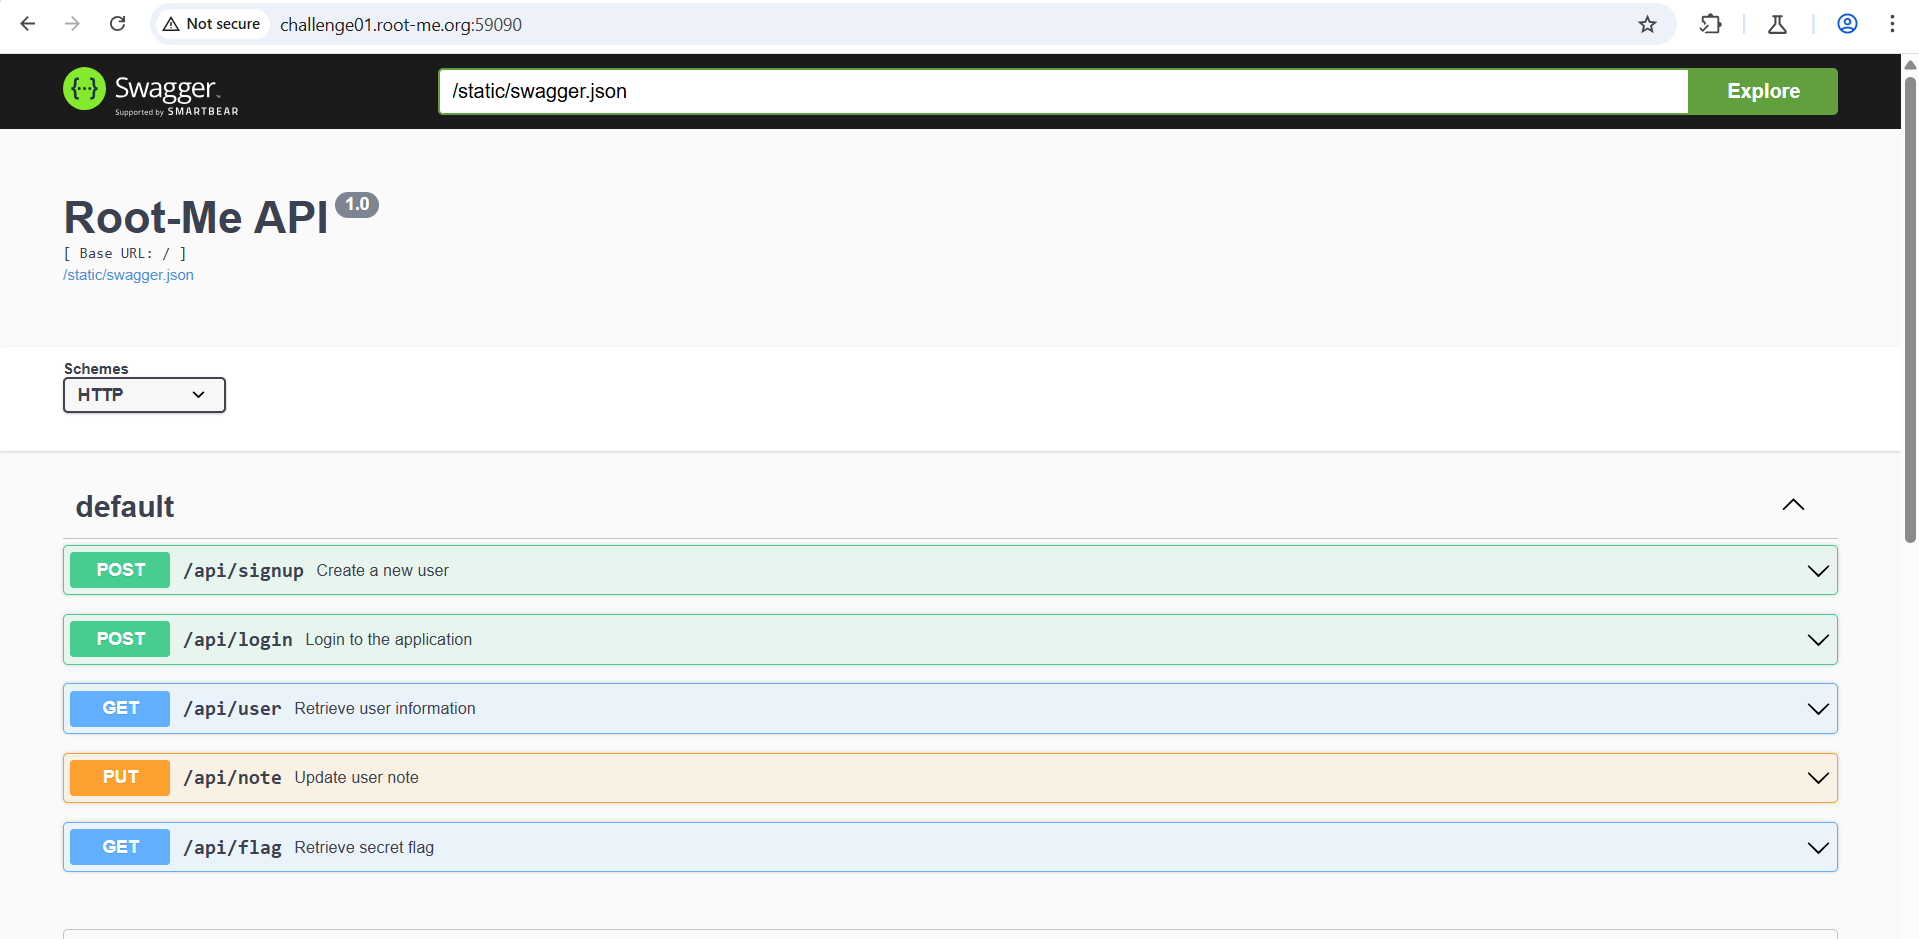 Not secure challenge01.root-me.org:59090
Swagger
Supported by SMARTBEAR
/static/swagger.json
Explore
Root-Me API 1.0
[ Base URL: / ]
/static/swagger.json
Schemes
HTTP
default
POST /api/signup Create a new user
POST /api/login Login to the application
GET /api/user Retrieve user information
PUT /api/note Update user note
GET /api/flag Retrieve secret flag